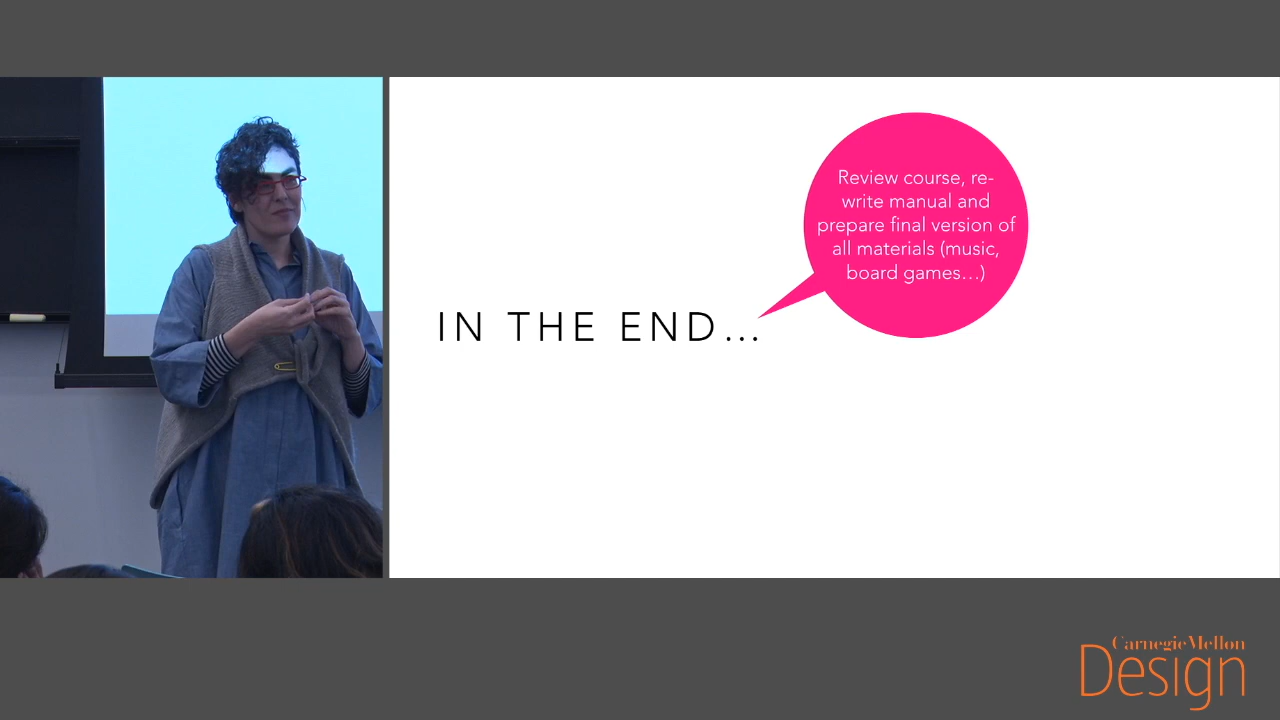 Review course, re-
write manual and
prepare final version of
all materials (music,
board games...)
IN THE END...
Carnegie Mellon
Design